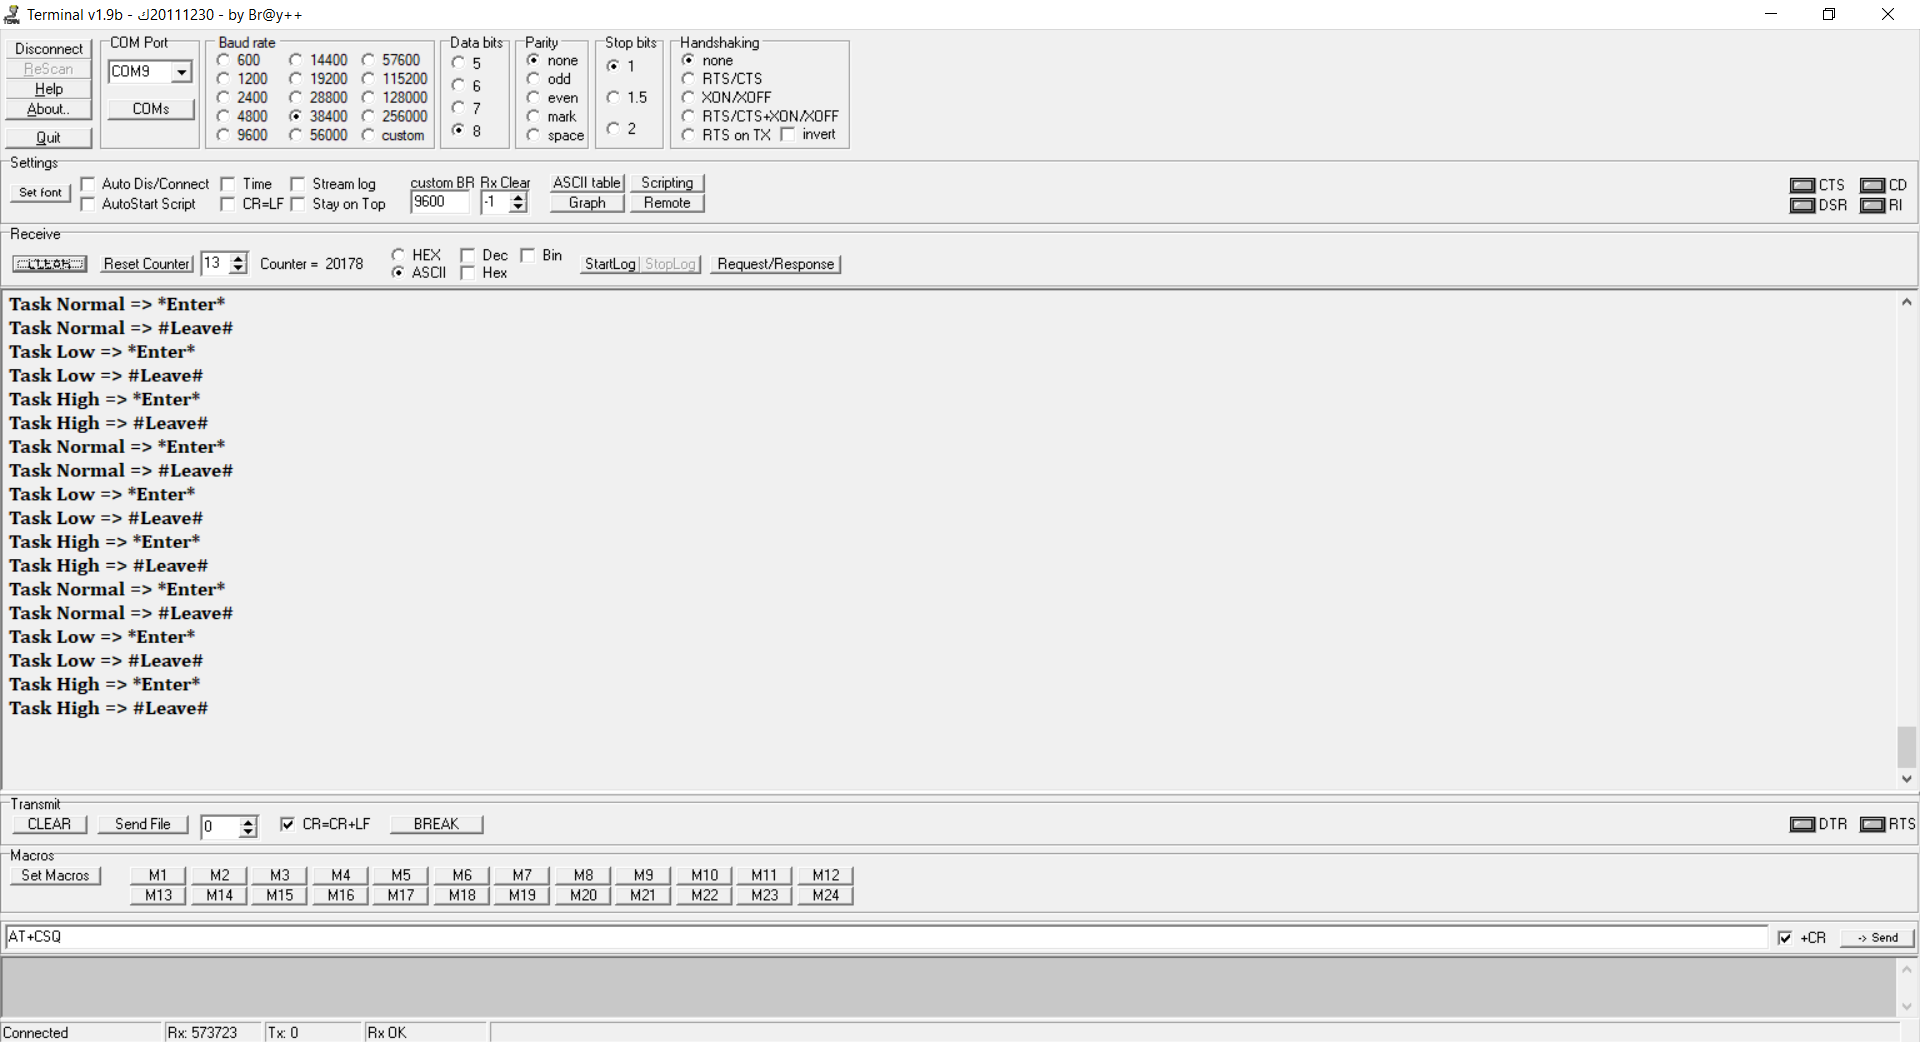 Terminal v1.9b - 20111230ك - by Br@y++
Disconnect
ReScan
Help
About..
Quit
COM Port
COM9
COMs
Baud rate
600 14400 57600
1200 19200 115200
2400 28800 128000
4800 38400 256000
9600 56000 custom
Data bits
5
6
7
8
Parity
none
odd
even
mark
space
Stop bits
1
1.5
2
Handshaking
none
RTS/CTS
XON/XOFF
RTS/CTS+XON/XOFF
RTS on TX invert
Settings
Set font
Auto Dis/Connect Time Stream log
AutoStart Script CR=LF Stay on Top
custom BR Rx Clear
9600 -1
ASCII table Scripting
Graph Remote
CTS CD
DSR RI
Receive
CLEAR Reset Counter 13 Counter = 20178
HEX Dec Bin
ASCII Hex
StartLog StopLog Request/Response
Task Normal => *Enter*
Task Normal => #Leave#
Task Low => *Enter*
Task Low => #Leave#
Task High => *Enter*
Task High => #Leave#
Task Normal => *Enter*
Task Normal => #Leave#
Task Low => *Enter*
Task Low => #Leave#
Task High => *Enter*
Task High => #Leave#
Task Normal => *Enter*
Task Normal => #Leave#
Task Low => *Enter*
Task Low => #Leave#
Task High => *Enter*
Task High => #Leave#
Transmit
CLEAR Send File 0 CR=CR+LF BREAK DTR RTS
Macros
Set Macros M1 M2 M3 M4 M5 M6 M7 M8 M9 M10 M11 M12
M13 M14 M15 M16 M17 M18 M19 M20 M21 M22 M23 M24
AT+CSQ +CR -> Send
Connected Rx: 573723 Tx: 0 Rx OK